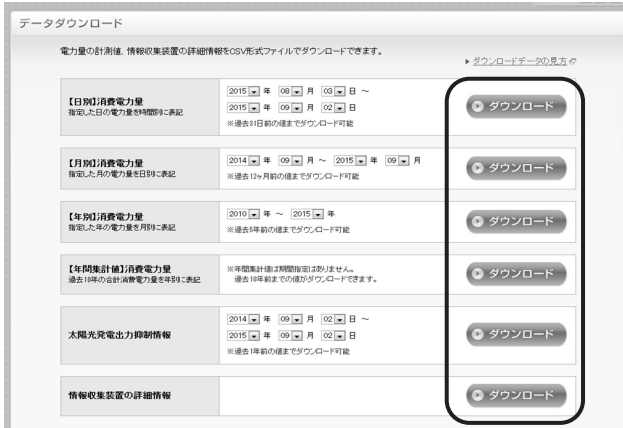 データダウンロード
電力量の計測値、情報収集装置の詳細情報をCSV形式ファイルでダウンロードできます。
ダウンロードデータの見方
【日別】消費電力量
指定した日の電力量を時間別に表記
2015 年 08 月 03 日 ～
2015 年 09 月 02 日
※過去31日前の値までダウンロード可能
ダウンロード
【月別】消費電力量
指定した月の電力量を日別に表記
2014 年 09 月 ～ 2015 年 09 月
※過去12ヶ月前の値までダウンロード可能
ダウンロード
【年別】消費電力量
指定した年の電力量を月別に表記
2010 年 ～ 2015 年
※過去5年前の値までダウンロード可能
ダウンロード
【年間集計値】消費電力量
過去10年の合計消費電力量を年別に表記
※年間集計値は期間指定はありません。
過去10年前までの値がダウンロードできます。
ダウンロード
太陽光発電出力抑制情報
2014 年 09 月 02 日 ～
2015 年 09 月 02 日
※過去1年前の値までダウンロード可能
ダウンロード
情報収集装置の詳細情報
ダウンロード